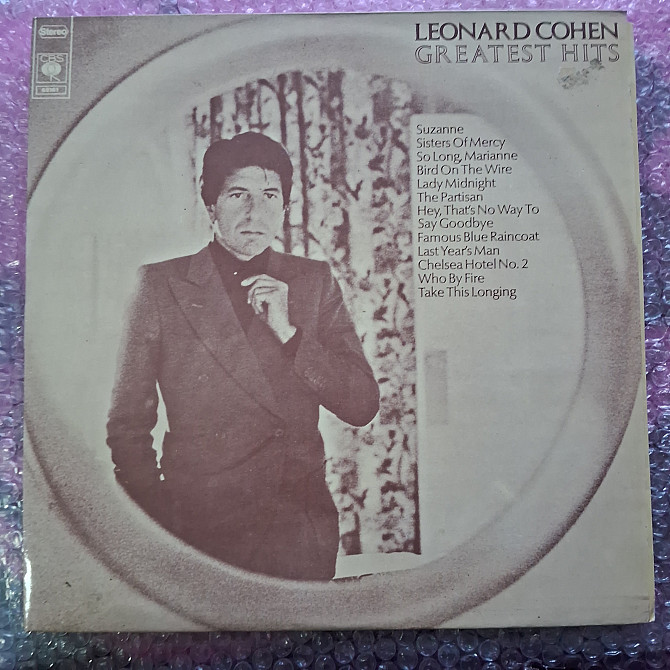 Stereo
CBS
LEONARD COHEN
GREATEST HITS
Suzanne
Sisters Of Mercy
So Long, Marianne
Bird On The Wire
Lady Midnight
The Partisan
Hey, That's No Way To
Say Goodbye
Famous Blue Raincoat
Last Year's Man
Chelsea Hotel No. 2
Who By Fire
Take This Longing